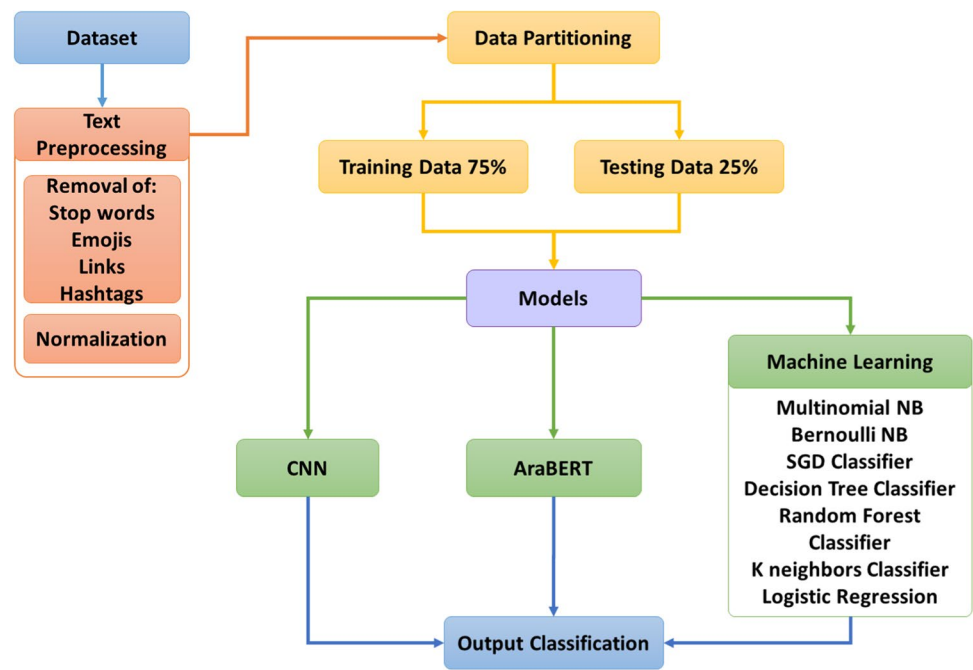 Dataset
Data Partitioning
Text
Preprocessing
Removal of:
Stop words
Emojis
Links
Hashtags
Normalization
Training Data 75%
Testing Data 25%
Models
CNN
AraBERT
Machine Learning
Multinomial NB
Bernoulli NB
SGD Classifier
Decision Tree Classifier
Random Forest
Classifier
K neighbors Classifier
Logistic Regression
Output Classification